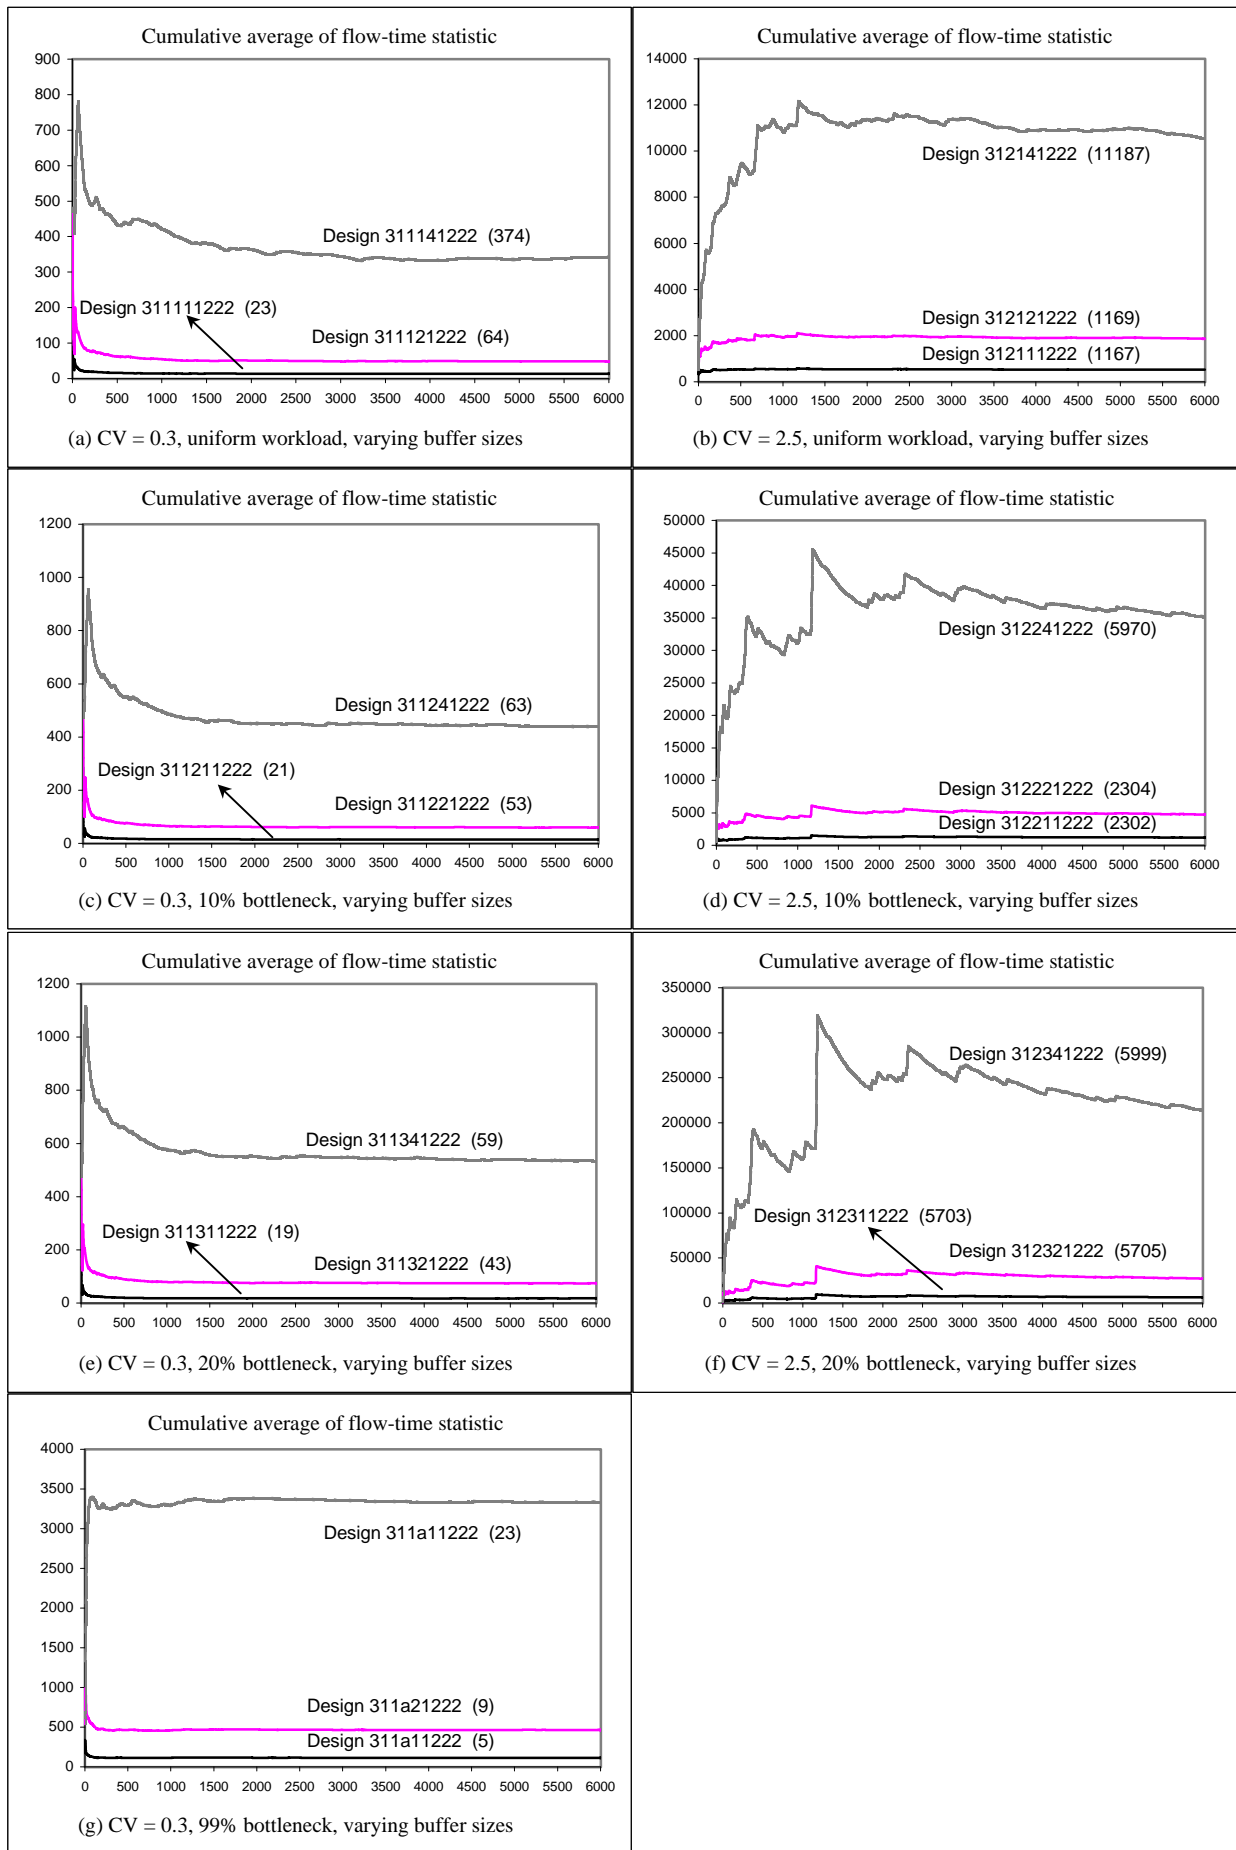 Cumulative average of flow-time statistic
900
800
700
600
500
400
300
200
100
0
Design 311141222 (374)
Design 311111222 (23)
Design 311121222 (64)
0 500 1000 1500 2000 2500 3000 3500 4000 4500 5000 5500 6000
(a) CV = 0.3, uniform workload, varying buffer sizes
Cumulative average of flow-time statistic
14000
12000
10000
8000
6000
4000
2000
0
Design 312141222 (11187)
Design 312121222 (1169)
Design 312111222 (1167)
0 500 1000 1500 2000 2500 3000 3500 4000 4500 5000 5500 6000
(b) CV = 2.5, uniform workload, varying buffer sizes
Cumulative average of flow-time statistic
1200
1000
800
600
400
200
0
Design 311241222 (63)
Design 311211222 (21)
Design 311221222 (53)
0 500 1000 1500 2000 2500 3000 3500 4000 4500 5000 5500 6000
(c) CV = 0.3, 10% bottleneck, varying buffer sizes
Cumulative average of flow-time statistic
50000
45000
40000
35000
30000
25000
20000
15000
10000
5000
0
Design 312241222 (5970)
Design 312221222 (2304)
Design 312211222 (2302)
0 500 1000 1500 2000 2500 3000 3500 4000 4500 5000 5500 6000
(d) CV = 2.5, 10% bottleneck, varying buffer sizes
Cumulative average of flow-time statistic
1200
1000
800
600
400
200
0
Design 311341222 (59)
Design 311311222 (19)
Design 311321222 (43)
0 500 1000 1500 2000 2500 3000 3500 4000 4500 5000 5500 6000
(e) CV = 0.3, 20% bottleneck, varying buffer sizes
Cumulative average of flow-time statistic
350000
300000
250000
200000
150000
100000
50000
0
Design 312341222 (5999)
Design 312311222 (5703)
Design 312321222 (5705)
0 500 1000 1500 2000 2500 3000 3500 4000 4500 5000 5500 6000
(f) CV = 2.5, 20% bottleneck, varying buffer sizes
Cumulative average of flow-time statistic
4000
3500
3000
2500
2000
1500
1000
500
0
Design 311a11222 (23)
Design 311a21222 (9)
Design 311a11222 (5)
0 500 1000 1500 2000 2500 3000 3500 4000 4500 5000 5500 6000
(g) CV = 0.3, 99% bottleneck, varying buffer sizes